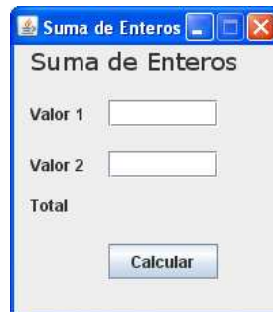 Suma de Enteros
Suma de Enteros
Valor 1
Valor 2
Total
Calcular